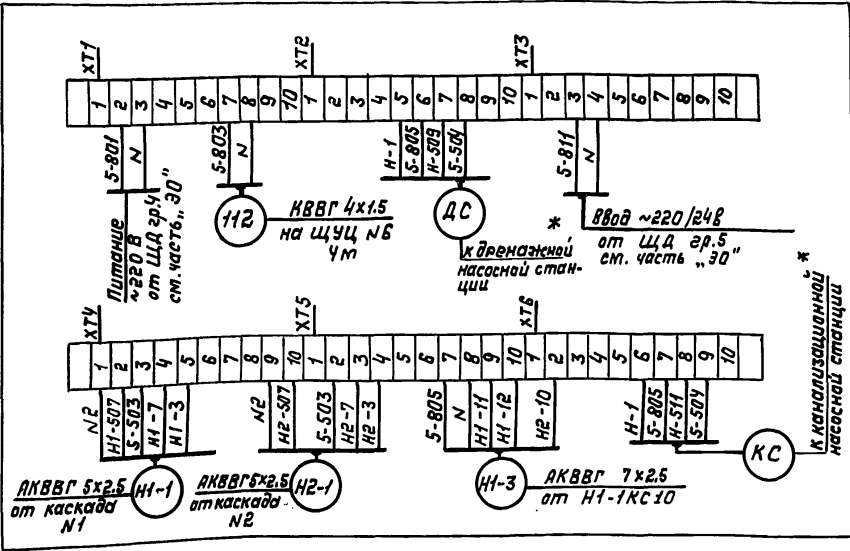 ХТ1 ХТ2 ХТ3
1 2 3 4 5 6 7 8 9 10 1 2 3 4 5 6 7 8 9 10 1 2 3 4 5 6 7 8 9 10
5-801 N 5-803 N Н-1 5-805 Н-509 5-504 5-811 N
Питание
~220 В
от ЩД гр.4
см. часть „ЭО"
112
КВВГ 4х1.5
на ЩУЦ N6
4м
ДС
*
к дренажной
насосной стан-
ции
Ввод ~220/24в
от ЩД гр.5
см. часть „ЭО"
*
к канализационной
насосной станции
ХТ4 ХТ5 ХТ6
1 2 3 4 5 6 7 8 9 10 1 2 3 4 5 6 7 8 9 10 1 2 3 4 5 6 7 8 9 10
N2 Н1-507 5-503 Н1-7 Н1-3 N2 Н2-507 5-503 Н2-7 Н2-3 5-805 N Н1-11 Н1-12 Н2-10 Н-1 5-805 Н-511 5-504
АКВВГ 5х2.5
от каскада
N1
Н1-1
АКВВГ5х2.5
от каскада
N2
Н2-1
Н1-3
АКВВГ 7х2.5
от Н1-1КС10
КС